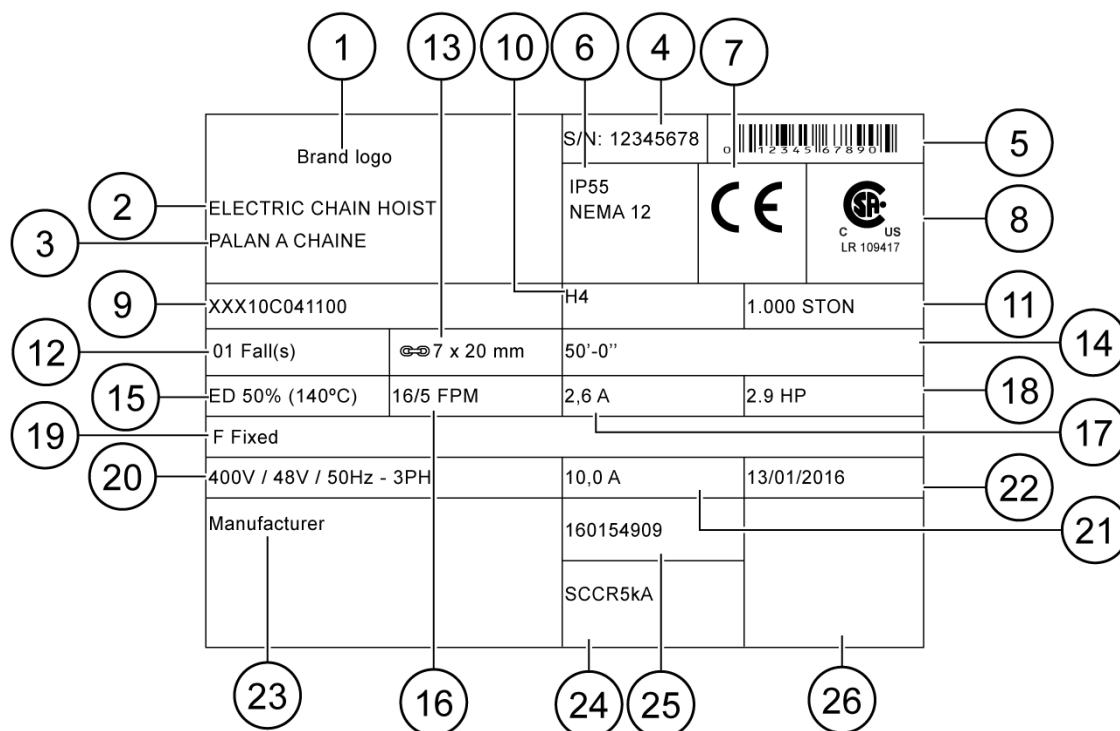 1
13
10
6
4
7
Brand logo
S/N: 12345678
0 12345 67890
5
2
ELECTRIC CHAIN HOIST
IP55
NEMA 12
CE
CSA
C US
LR 109417
8
3
PALAN A CHAINE
9
XXX10C041100
H4
1.000 STON
11
12
01 Fall(s)
7 x 20 mm
50'-0''
14
15
ED 50% (140ºC)
16/5 FPM
2,6 A
2.9 HP
18
19
F Fixed
17
20
400V / 48V / 50Hz - 3PH
10,0 A
13/01/2016
22
Manufacturer
160154909
21
SCCR5kA
23
16
24
25
26